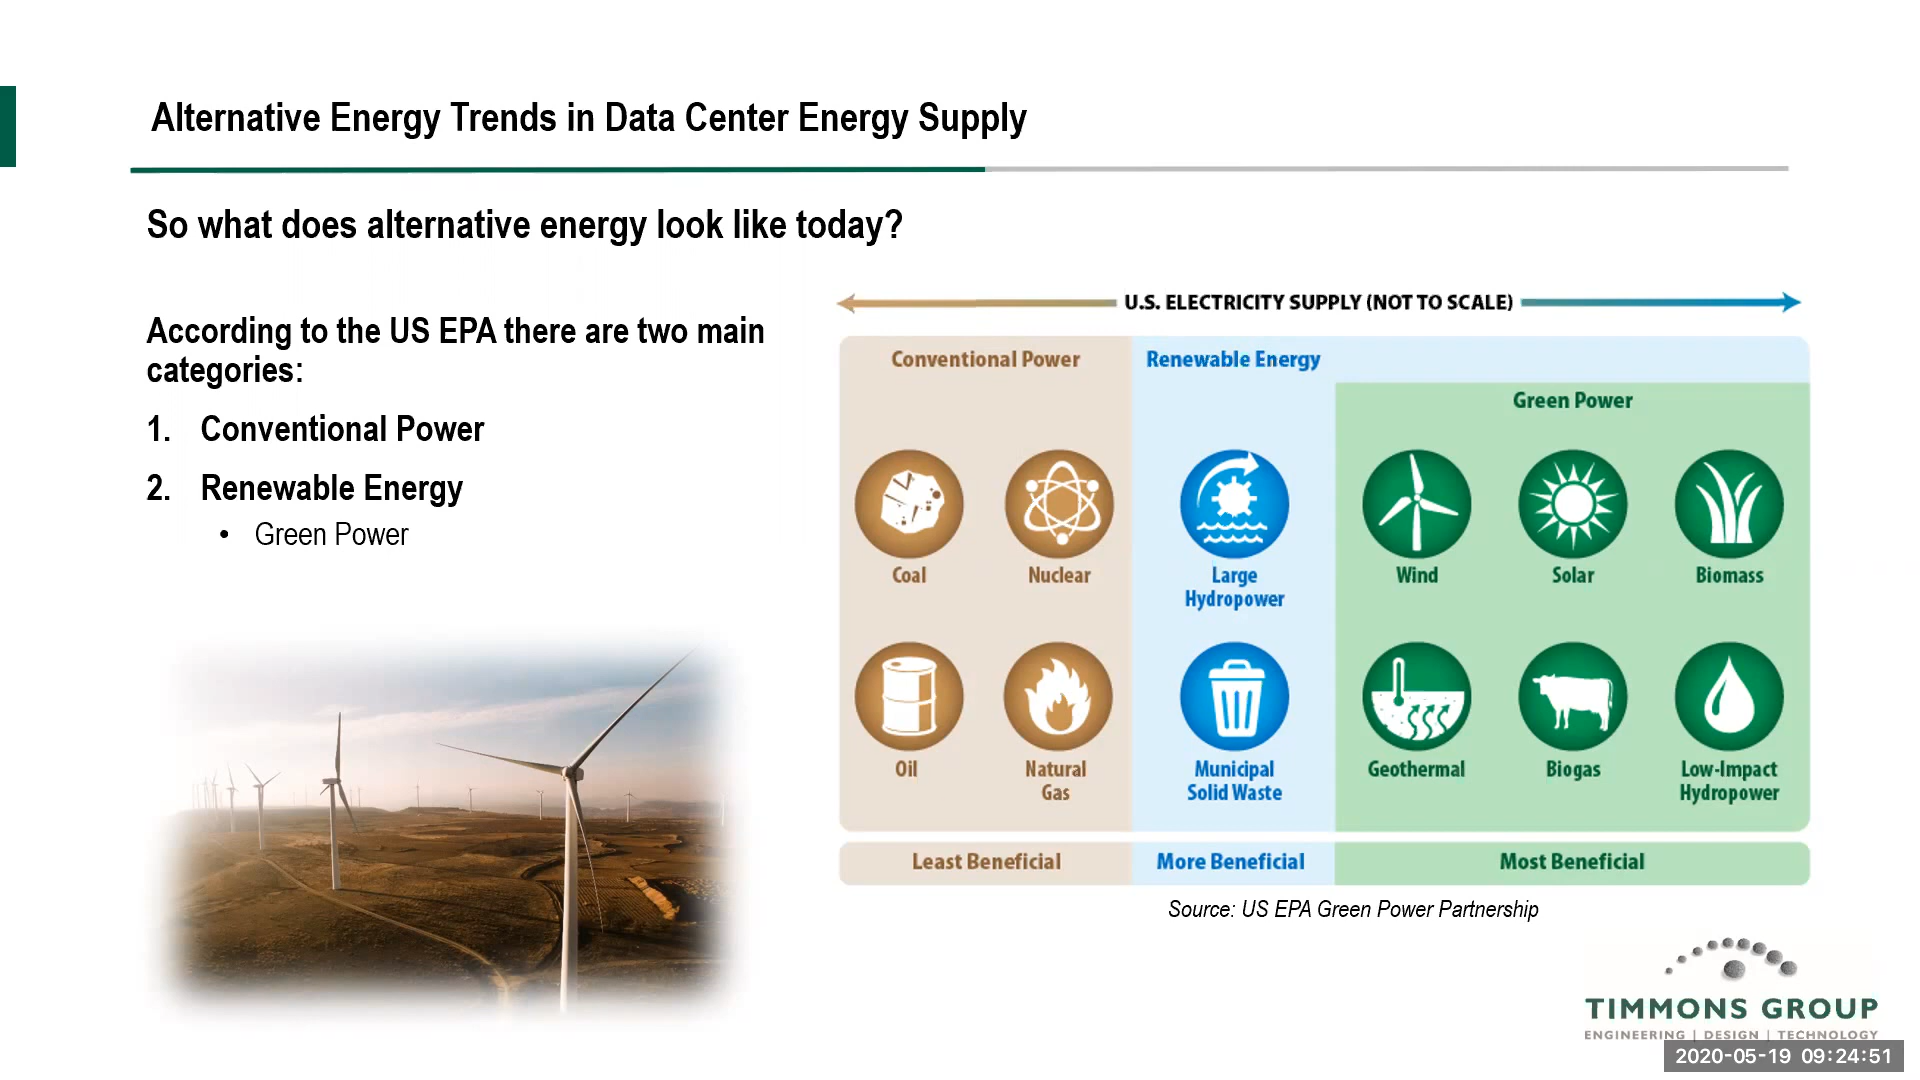 Alternative Energy Trends in Data Center Energy Supply
So what does alternative energy look like today?
According to the US EPA there are two main
categories:
1. Conventional Power
2. Renewable Energy
• Green Power
U.S. ELECTRICITY SUPPLY (NOT TO SCALE)
Conventional Power
Renewable Energy
Green Power
Coal
Nuclear
Large
Hydropower
Wind
Solar
Biomass
Oil
Natural
Gas
Municipal
Solid Waste
Geothermal
Biogas
Low-Impact
Hydropower
Least Beneficial
More Beneficial
Most Beneficial
Source: US EPA Green Power Partnership
TIMMONS GROUP
ENGINEERING | DESIGN | TECHNOLOGY
2020-05-19 09:24:51